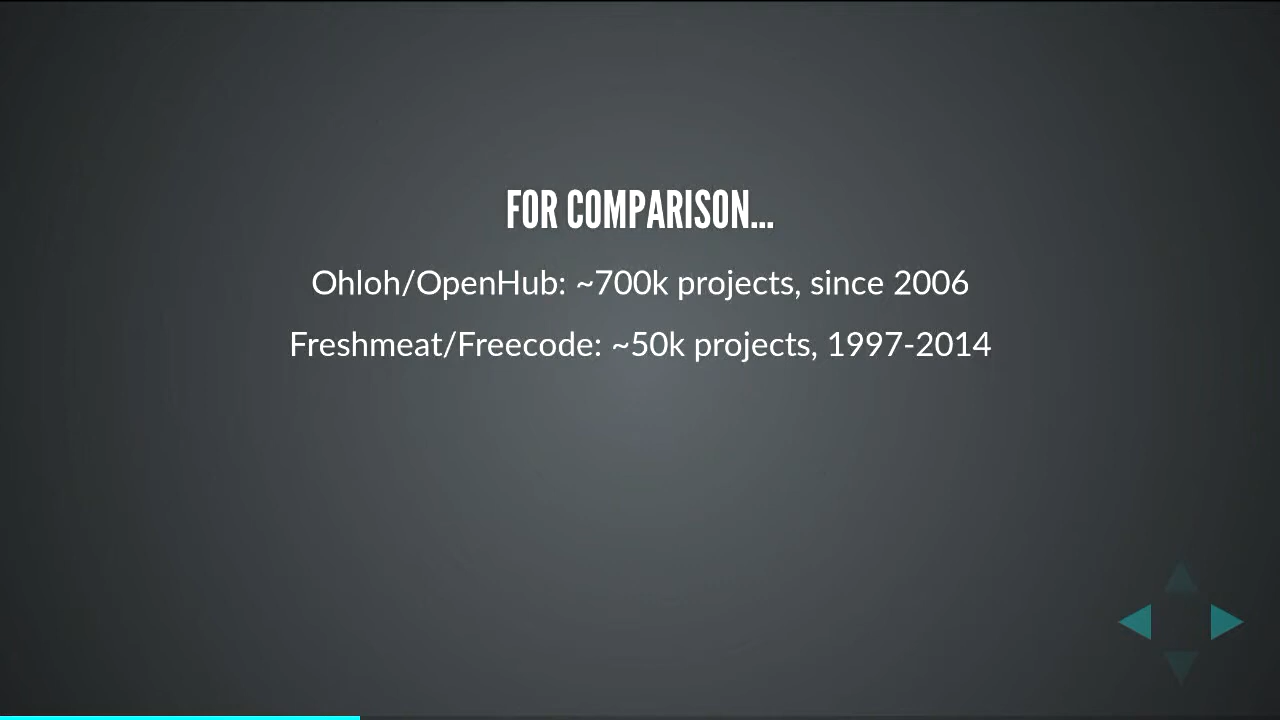 FOR COMPARISON...
Ohloh/OpenHub: ~700k projects, since 2006
Freshmeat/Freecode: ~50k projects, 1997-2014